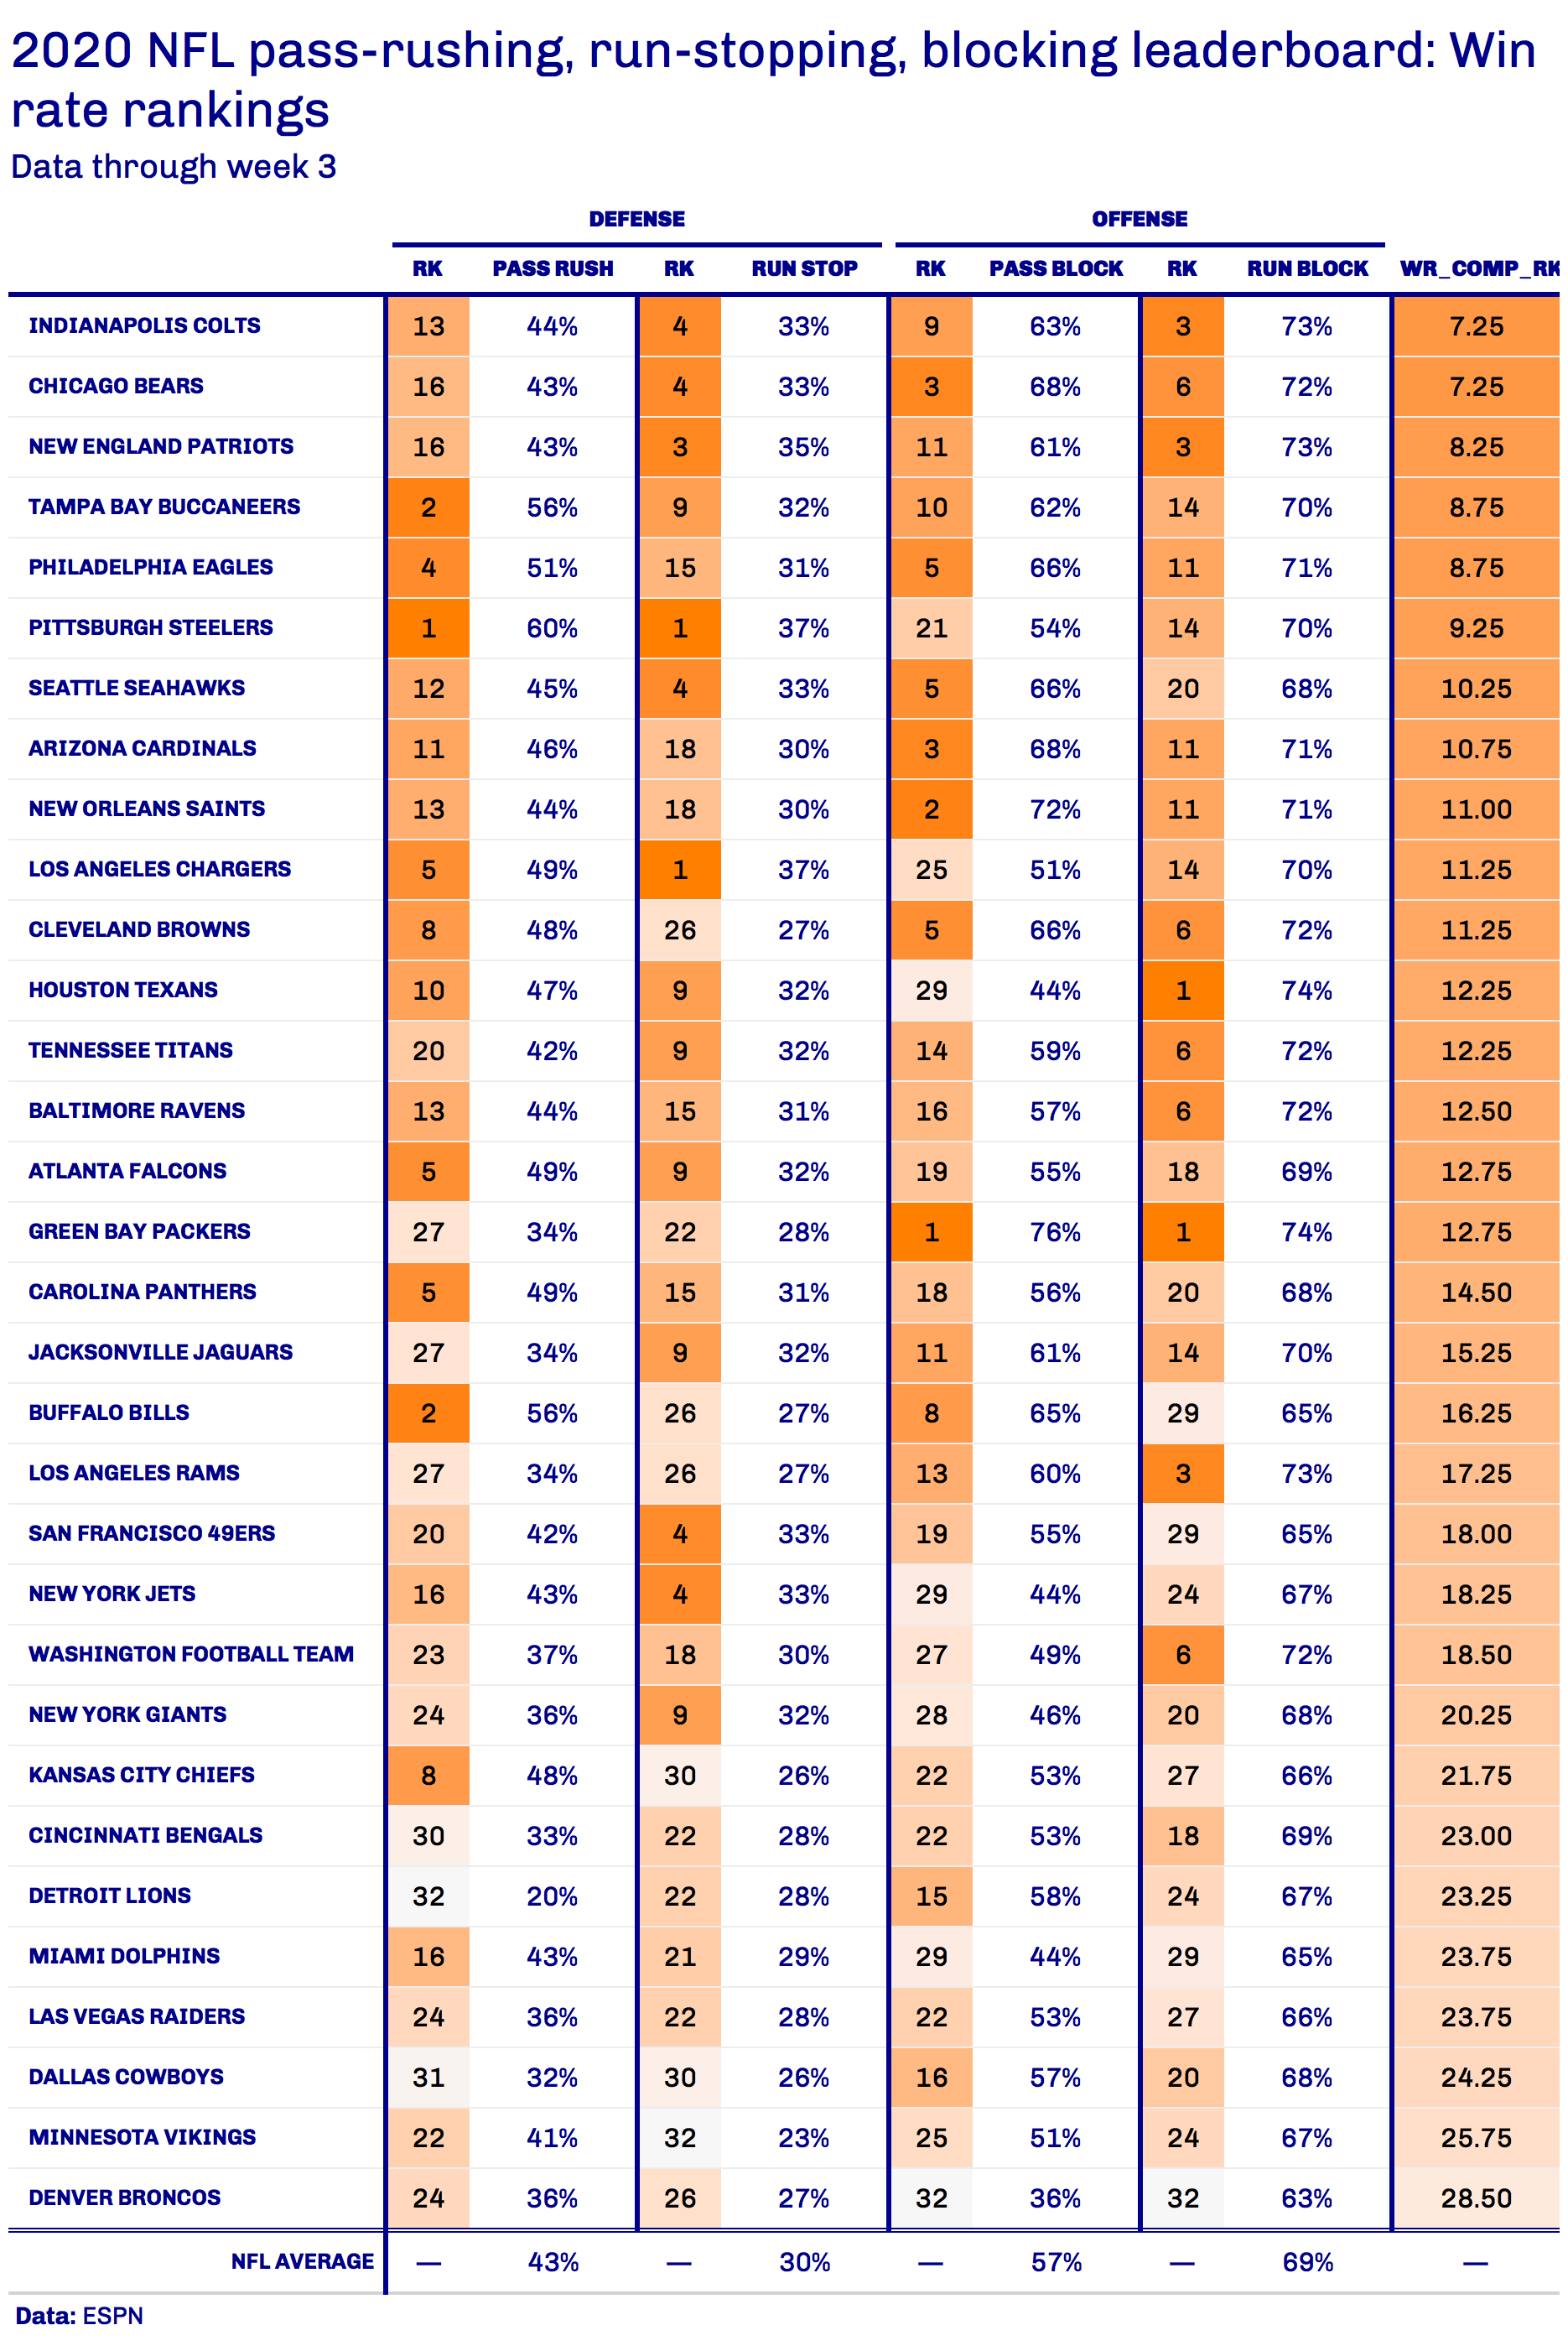 2020 NFL pass-rushing, run-stopping, blocking leaderboard: Win
rate rankings
Data through week 3
DEFENSE OFFENSE
RK PASS RUSH RK RUN STOP RK PASS BLOCK RK RUN BLOCK WR_COMP_RK
INDIANAPOLIS COLTS 13 44% 4 33% 9 63% 3 73% 7.25
CHICAGO BEARS 16 43% 4 33% 3 68% 6 72% 7.25
NEW ENGLAND PATRIOTS 16 43% 3 35% 11 61% 3 73% 8.25
TAMPA BAY BUCCANEERS 2 56% 9 32% 10 62% 14 70% 8.75
PHILADELPHIA EAGLES 4 51% 15 31% 5 66% 11 71% 8.75
PITTSBURGH STEELERS 1 60% 1 37% 21 54% 14 70% 9.25
SEATTLE SEAHAWKS 12 45% 4 33% 5 66% 20 68% 10.25
ARIZONA CARDINALS 11 46% 18 30% 3 68% 11 71% 10.75
NEW ORLEANS SAINTS 13 44% 18 30% 2 72% 11 71% 11.00
LOS ANGELES CHARGERS 5 49% 1 37% 25 51% 14 70% 11.25
CLEVELAND BROWNS 8 48% 26 27% 5 66% 6 72% 11.25
HOUSTON TEXANS 10 47% 9 32% 29 44% 1 74% 12.25
TENNESSEE TITANS 20 42% 9 32% 14 59% 6 72% 12.25
BALTIMORE RAVENS 13 44% 15 31% 16 57% 6 72% 12.50
ATLANTA FALCONS 5 49% 9 32% 19 55% 18 69% 12.75
GREEN BAY PACKERS 27 34% 22 28% 1 76% 1 74% 12.75
CAROLINA PANTHERS 5 49% 15 31% 18 56% 20 68% 14.50
JACKSONVILLE JAGUARS 27 34% 9 32% 11 61% 14 70% 15.25
BUFFALO BILLS 2 56% 26 27% 8 65% 29 65% 16.25
LOS ANGELES RAMS 27 34% 26 27% 13 60% 3 73% 17.25
SAN FRANCISCO 49ERS 20 42% 4 33% 19 55% 29 65% 18.00
NEW YORK JETS 16 43% 4 33% 29 44% 24 67% 18.25
WASHINGTON FOOTBALL TEAM 23 37% 18 30% 27 49% 6 72% 18.50
NEW YORK GIANTS 24 36% 9 32% 28 46% 20 68% 20.25
KANSAS CITY CHIEFS 8 48% 30 26% 22 53% 27 66% 21.75
CINCINNATI BENGALS 30 33% 22 28% 22 53% 18 69% 23.00
DETROIT LIONS 32 20% 22 28% 15 58% 24 67% 23.25
MIAMI DOLPHINS 16 43% 21 29% 29 44% 29 65% 23.75
LAS VEGAS RAIDERS 24 36% 22 28% 22 53% 27 66% 23.75
DALLAS COWBOYS 31 32% 30 26% 16 57% 20 68% 24.25
MINNESOTA VIKINGS 22 41% 32 23% 25 51% 24 67% 25.75
DENVER BRONCOS 24 36% 26 27% 32 36% 32 63% 28.50
NFL AVERAGE — 43% — 30% — 57% — 69% —
Data: ESPN